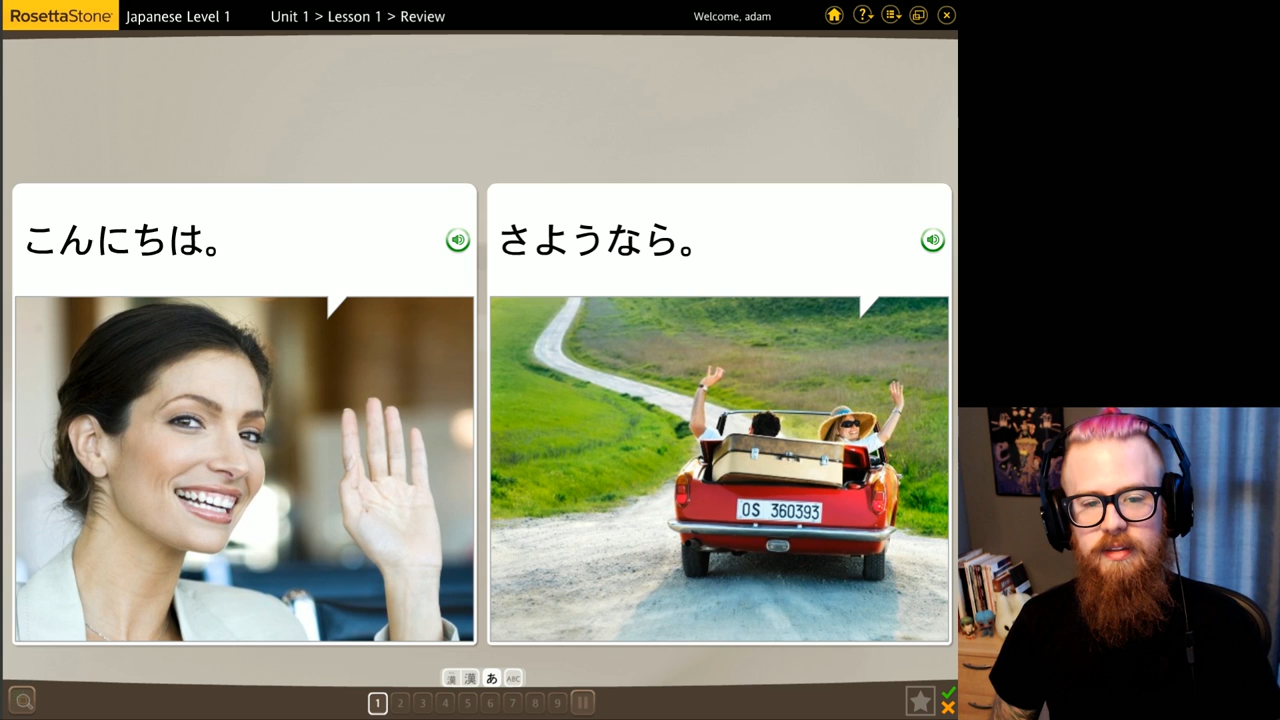 RosettaStone
Japanese Level 1
Unit 1 > Lesson 1 > Review
Welcome, adam
こんにちは。
さようなら。
OS 360393
漢
漢
あ
ABC
1 2 3 4 5 6 7 8 9